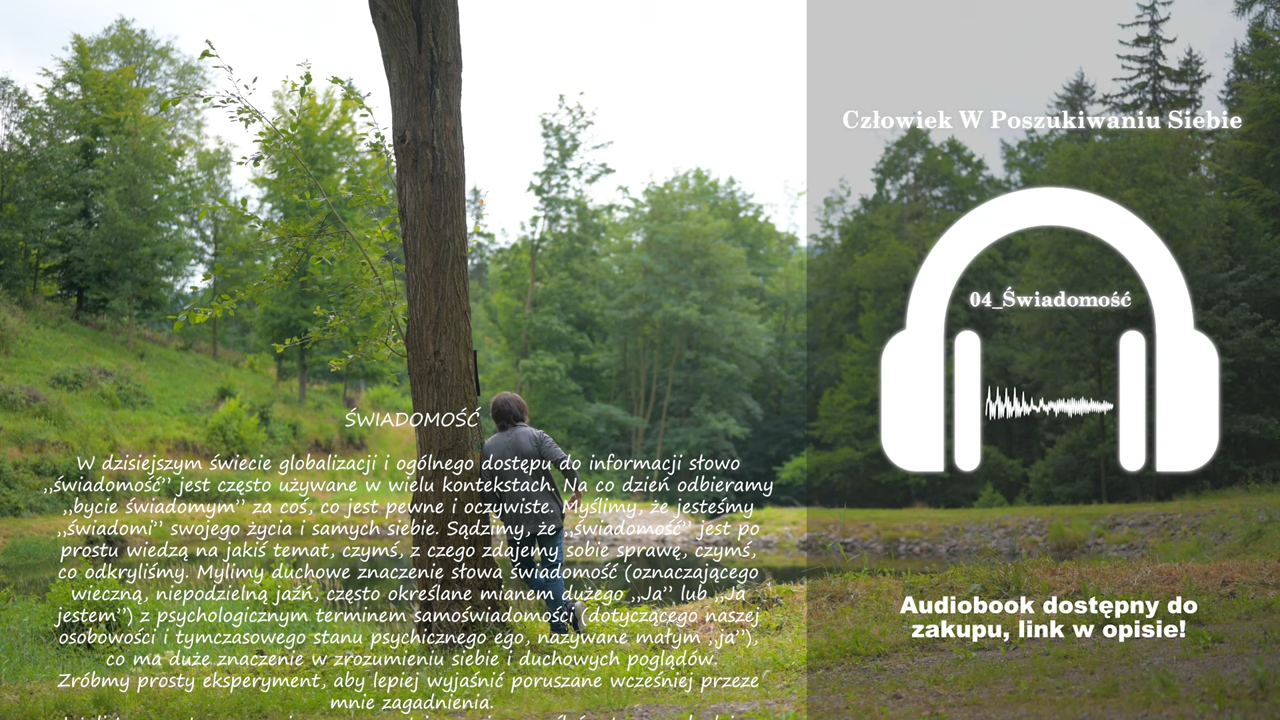 ŚWIADOMOŚĆ
W dzisiejszym świecie globalizacji i ogólnego dostępu do informacji słowo
„świadomość” jest często używane w wielu kontekstach. Na co dzień odbieramy
„bycie świadomym” za coś, co jest pewne i oczywiste. Myślimy, że jesteśmy
„świadomi” swojego życia i samych siebie. Sądzimy, że „świadomość” jest po
prostu wiedzą na jakiś temat, czymś, z czego zdajemy sobie sprawę, czymś,
co odkryliśmy. Mylimy duchowe znaczenie słowa świadomość (oznaczającego
wieczną, niepodzielną jaźń, często określane mianem dużego „Ja” lub „Ja
jestem”) z psychologicznym terminem samoświadomości (dotyczącego naszej
osobowości i tymczasowego stanu psychicznego ego, nazywane małym „ja”),
co ma duże znaczenie w zrozumieniu siebie i duchowych poglądów.
Zróbmy prosty eksperyment, aby lepiej wyjaśnić poruszane wcześniej przeze
mnie zagadnienia.
Człowiek W Poszukiwaniu Siebie
04_Świadomość
Audiobook dostępny do
zakupu, link w opisie!